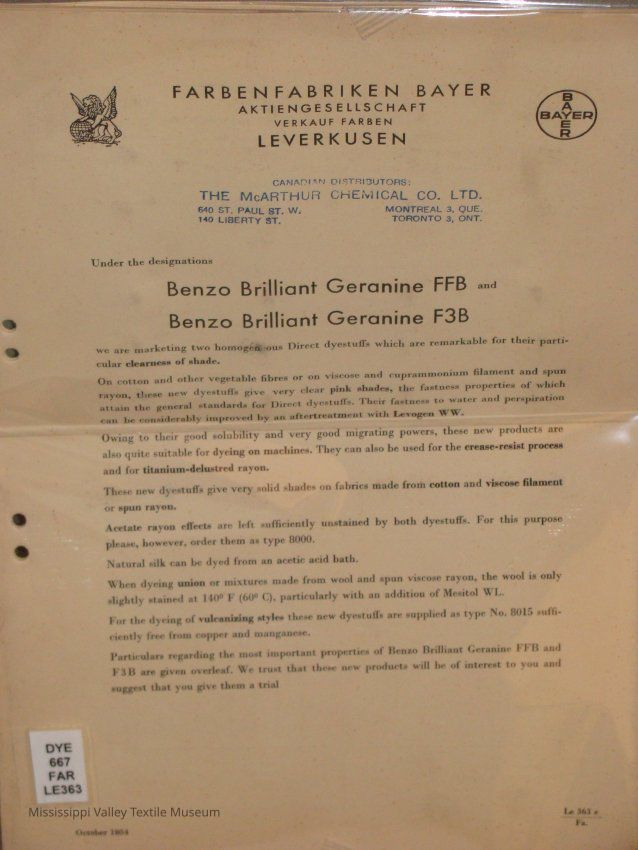 FARBENFABRIKEN BAYER
AKTIENGESELLSCHAFT
VERKAUF FARBEN
LEVERKUSEN
BAYER
BAYER
CANADIAN DISTRIBUTORS:
THE McARTHUR CHEMICAL CO. LTD.
640 ST. PAUL ST. W. MONTREAL 3, QUE.
140 LIBERTY ST. TORONTO 3, ONT.
Under the designations
Benzo Brilliant Geranine FFB and
Benzo Brilliant Geranine F3B
we are marketing two homogen ous Direct dyestuffs which are remarkable for their parti-
cular clearness of shade.
On cotton and other vegetable fibres or on viscose and cuprammonium filament and spun
rayon, these new dyestuffs give very clear pink shades, the fastness properties of which
attain the general standards for Direct dyestuffs. Their fastness to water and perspiration
can be considerably improved by an aftertreatment with Levogen WW.
Owing to their good solubility and very good migrating powers, these new products are
also quite suitable for dyeing on machines. They can also be used for the crease-resist process
and for titanium-delustred rayon.
These new dyestuffs give very solid shades on fabrics made from cotton and viscose filament
or spun rayon.
Acetate rayon effects are left sufficiently unstained by both dyestuffs. For this purpose
please, however, order them as type 8000.
Natural silk can be dyed from an acetic acid bath.
When dyeing union or mixtures made from wool and spun viscose rayon, the wool is only
slightly stained at 140° F (60° C), particularly with an addition of Mesitol WL.
For the dyeing of vulcanizing styles these new dyestuffs are supplied as type No. 8015 suffi-
ciently free from copper and manganese.
Particulars regarding the most important properties of Benzo Brilliant Geranine FFB and
F3B are given overleaf. We trust that these new products will be of interest to you and
suggest that you give them a trial
DYE
667
FAR
LE363
Mississippi Valley Textile Museum
October
Le 363 e
Fa.